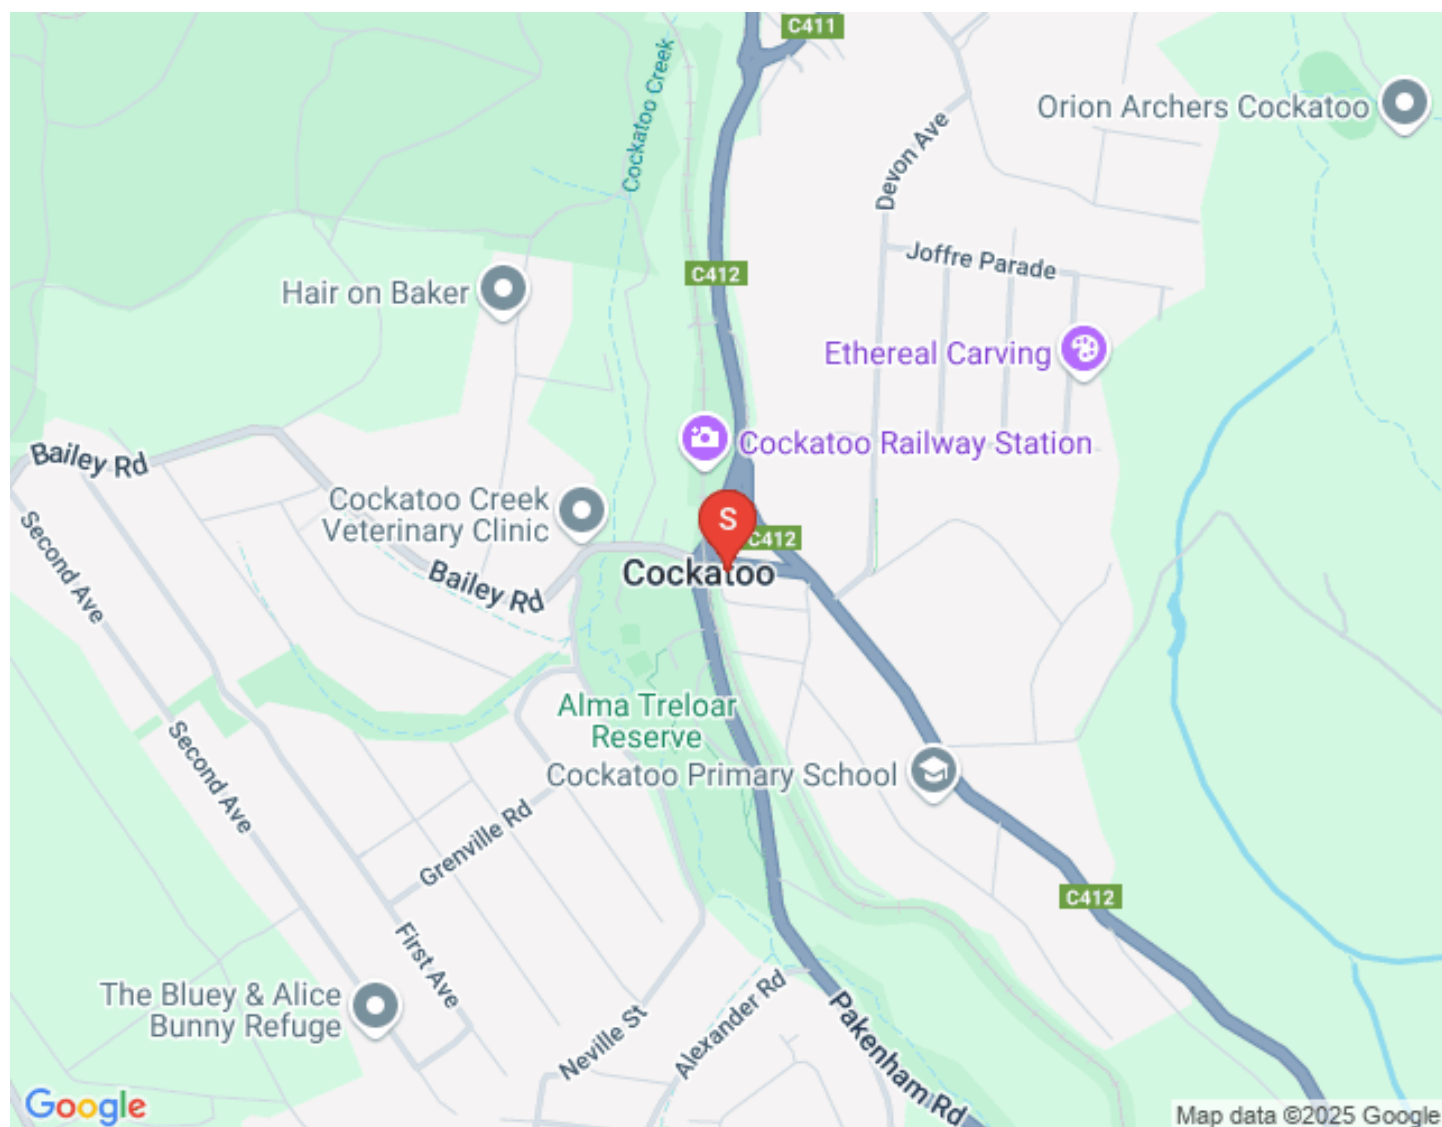 C411
Cockatoo Creek
Orion Archers Cockatoo
Devon Ave
Joffre Parade
C412
Hair on Baker
Ethereal Carving
Cockatoo Railway Station
Bailey Rd
Cockatoo Creek
Veterinary Clinic
S
C412
Second Ave
Bailey Rd
Cockatoo
Alma Treloar
Reserve
Second Ave
Cockatoo Primary School
Grenville Rd
C412
First Ave
The Bluey & Alice
Bunny Refuge
Neville St
Alexander Rd
Pakenham Rd
Google
Map data ©2025 Google